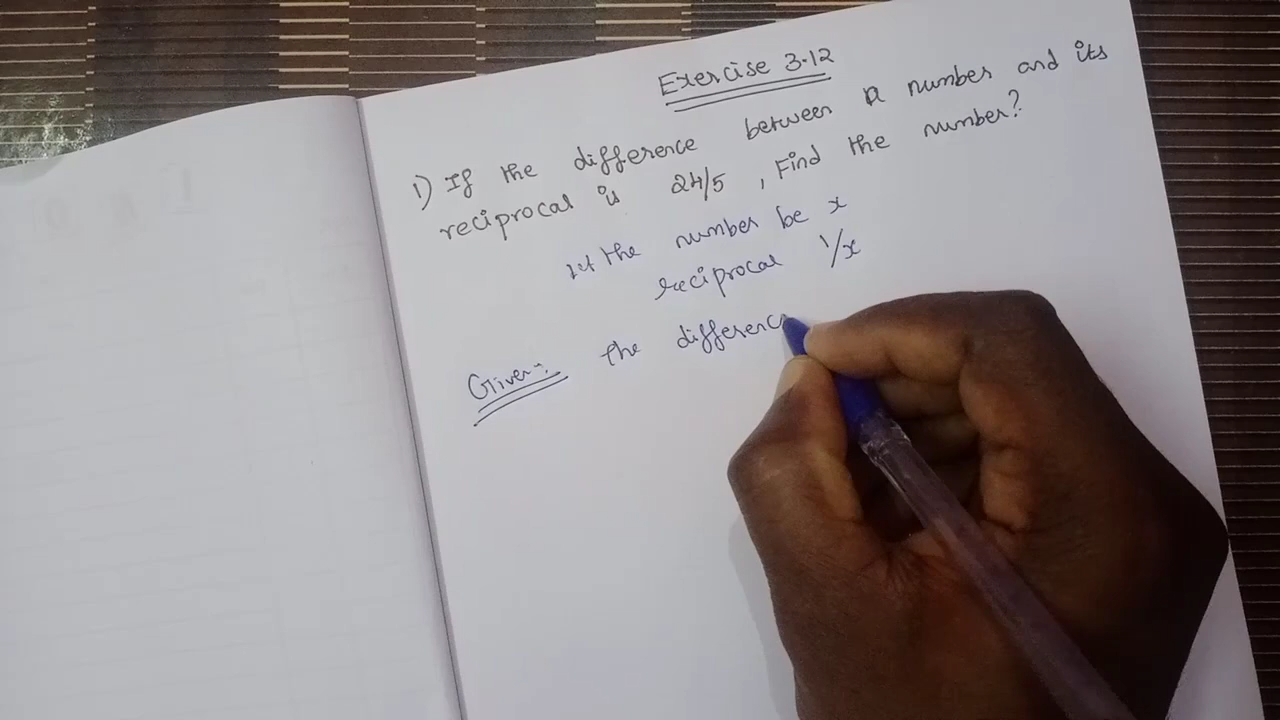 Exercise 3.12
1) If the difference between a number and its
reciprocal is 24/5, Find the number?
let the number be x
reciprocal 1/x
Given: the differenc